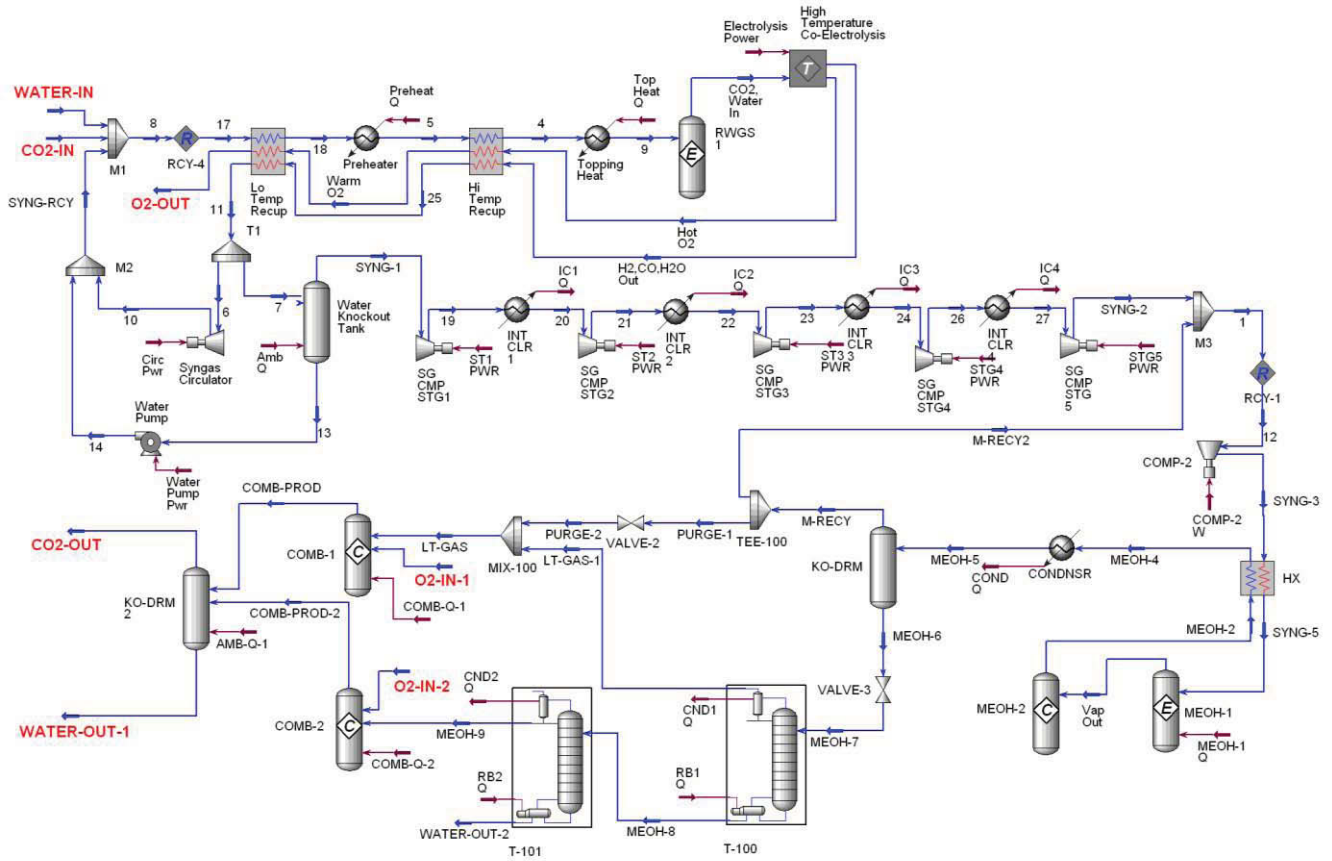 High
Temperature
Co-Electrolysis
Electrolysis
Power
T
WATER-IN
Preheat
Q
Top
Heat
Q
CO2,
Water
In
8
17
18
5
4
9
RWGS
1
E
CO2-IN
R
RCY-4
M1
Preheater
Topping
Heat
O2-OUT
Lo
Temp
Recup
Warm
O2
25
Hi
Temp
Recup
SYNG-RCY
11
T1
Hot
O2
H2,CO,H2O
Out
M2
SYNG-1
10
6
7
Water
Knockout
Tank
Circ
Pwr
Syngas
Circulator
Amb
Q
IC1
Q
IC2
Q
IC3
Q
IC4
Q
19
INT
CLR
1
20
21
INT
CLR
2
22
23
INT
CLR
3
24
26
INT
CLR
4
27
SYNG-2
M3
1
SG
CMP
STG1
ST1
PWR
SG
CMP
STG2
ST2
PWR
SG
CMP
STG3
ST3
PWR
SG
CMP
STG4
STG4
PWR
SG
CMP
STG
5
STG5
PWR
R
RCY-1
12
14
Water
Pump
13
Water
Pump
Pwr
M-RECY2
COMP-2
SYNG-3
COMP-2
W
COMB-PROD
CO2-OUT
COMB-1
C
LT-GAS
MIX-100
PURGE-2
VALVE-2
PURGE-1
TEE-100
M-RECY
LT-GAS-1
O2-IN-1
KO-DRM
MEOH-5
COND
Q
CONDNSR
MEOH-4
HX
KO-DRM
2
COMB-PROD-2
COMB-Q-1
AMB-Q-1
MEOH-6
MEOH-2
SYNG-5
O2-IN-2
CND2
Q
CND1
Q
VALVE-3
WATER-OUT-1
COMB-2
C
MEOH-9
COMB-Q-2
MEOH-7
MEOH-2
C
Vap
Out
E
MEOH-1
MEOH-1
Q
RB2
Q
RB1
Q
WATER-OUT-2
MEOH-8
T-101
T-100